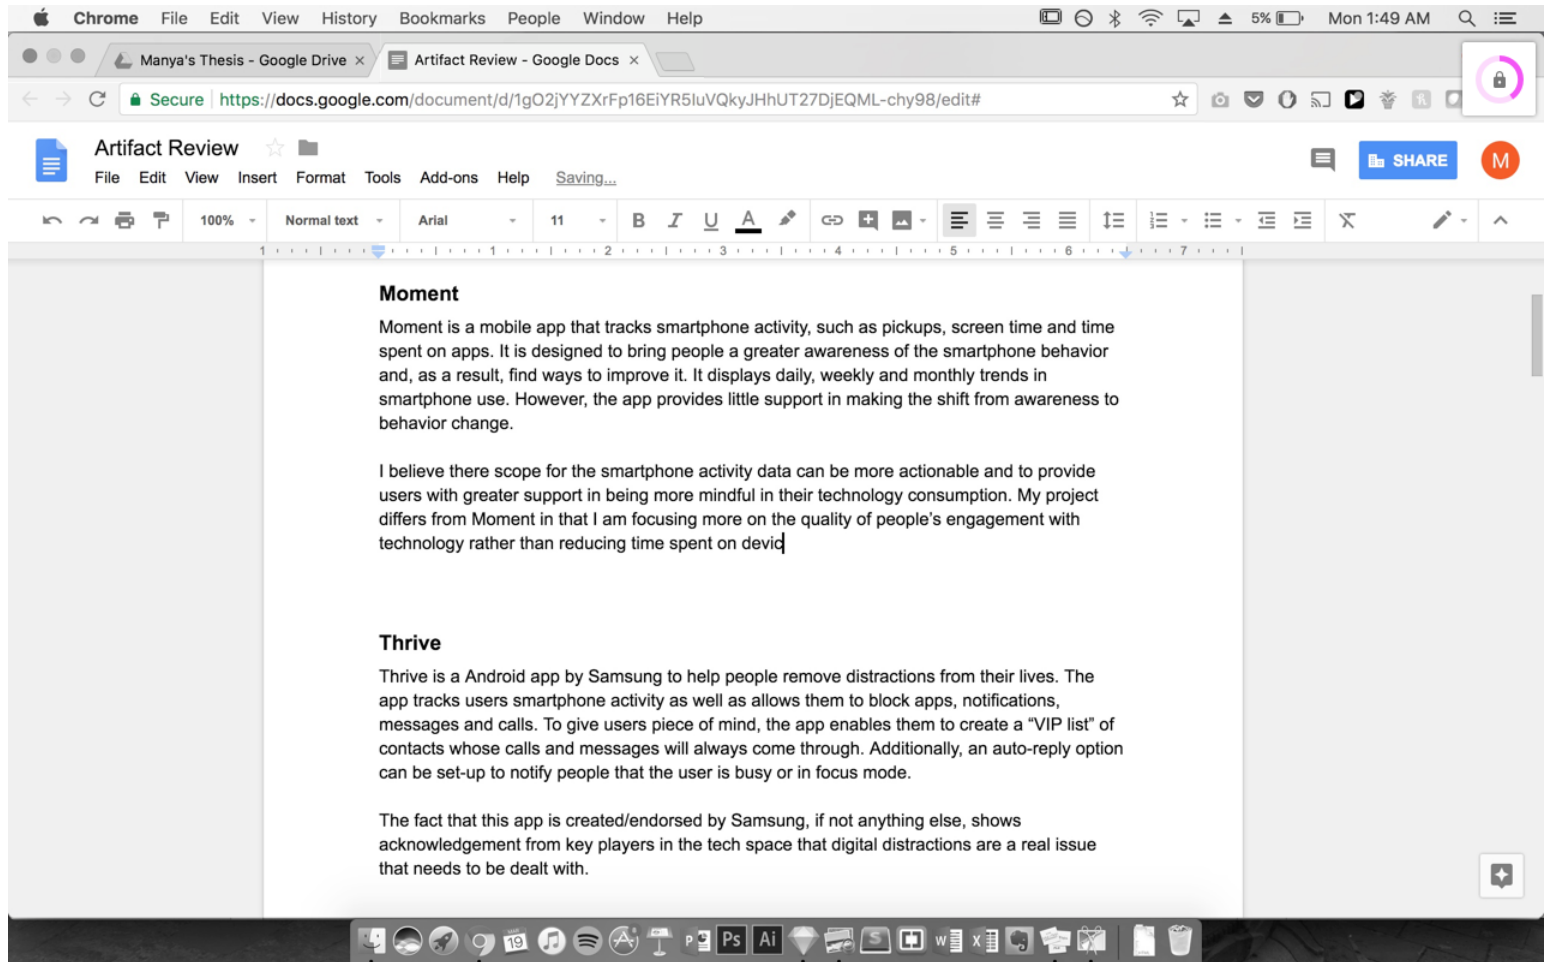 Chrome File Edit View History Bookmarks People Window Help 5% Mon 1:49 AM
Manya's Thesis - Google Drive × Artifact Review - Google Docs ×
Secure https://docs.google.com/document/d/1gO2jYYZXrFp16EiYR5IuVQkyJHhUT27DjEQML-chy98/edit#
Artifact Review
SHARE M
File Edit View Insert Format Tools Add-ons Help Saving...
100% Normal text Arial 11 B I U A
1 1 2 3 4 5 6 7
Moment
Moment is a mobile app that tracks smartphone activity, such as pickups, screen time and time
spent on apps. It is designed to bring people a greater awareness of the smartphone behavior
and, as a result, find ways to improve it. It displays daily, weekly and monthly trends in
smartphone use. However, the app provides little support in making the shift from awareness to
behavior change.
I believe there scope for the smartphone activity data can be more actionable and to provide
users with greater support in being more mindful in their technology consumption. My project
differs from Moment in that I am focusing more on the quality of people’s engagement with
technology rather than reducing time spent on devic
Thrive
Thrive is a Android app by Samsung to help people remove distractions from their lives. The
app tracks users smartphone activity as well as allows them to block apps, notifications,
messages and calls. To give users piece of mind, the app enables them to create a “VIP list” of
contacts whose calls and messages will always come through. Additionally, an auto-reply option
can be set-up to notify people that the user is busy or in focus mode.
The fact that this app is created/endorsed by Samsung, if not anything else, shows
acknowledgement from key players in the tech space that digital distractions are a real issue
that needs to be dealt with.
19 P Ps Ai S W X